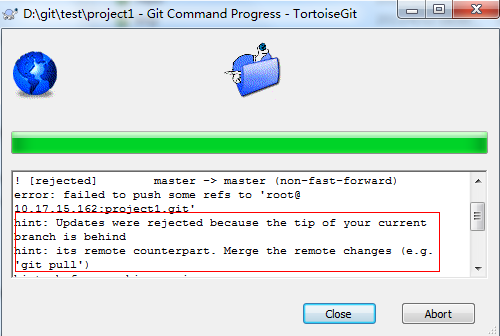 D:\git\test\project1 - Git Command Progress - TortoiseGit
! [rejected]        master -> master (non-fast-forward)
error: failed to push some refs to 'root@
10.17.15.162:project1.git'
hint: Updates were rejected because the tip of your current
branch is behind
hint: its remote counterpart. Merge the remote changes (e.g.
'git pull')
Close
Abort